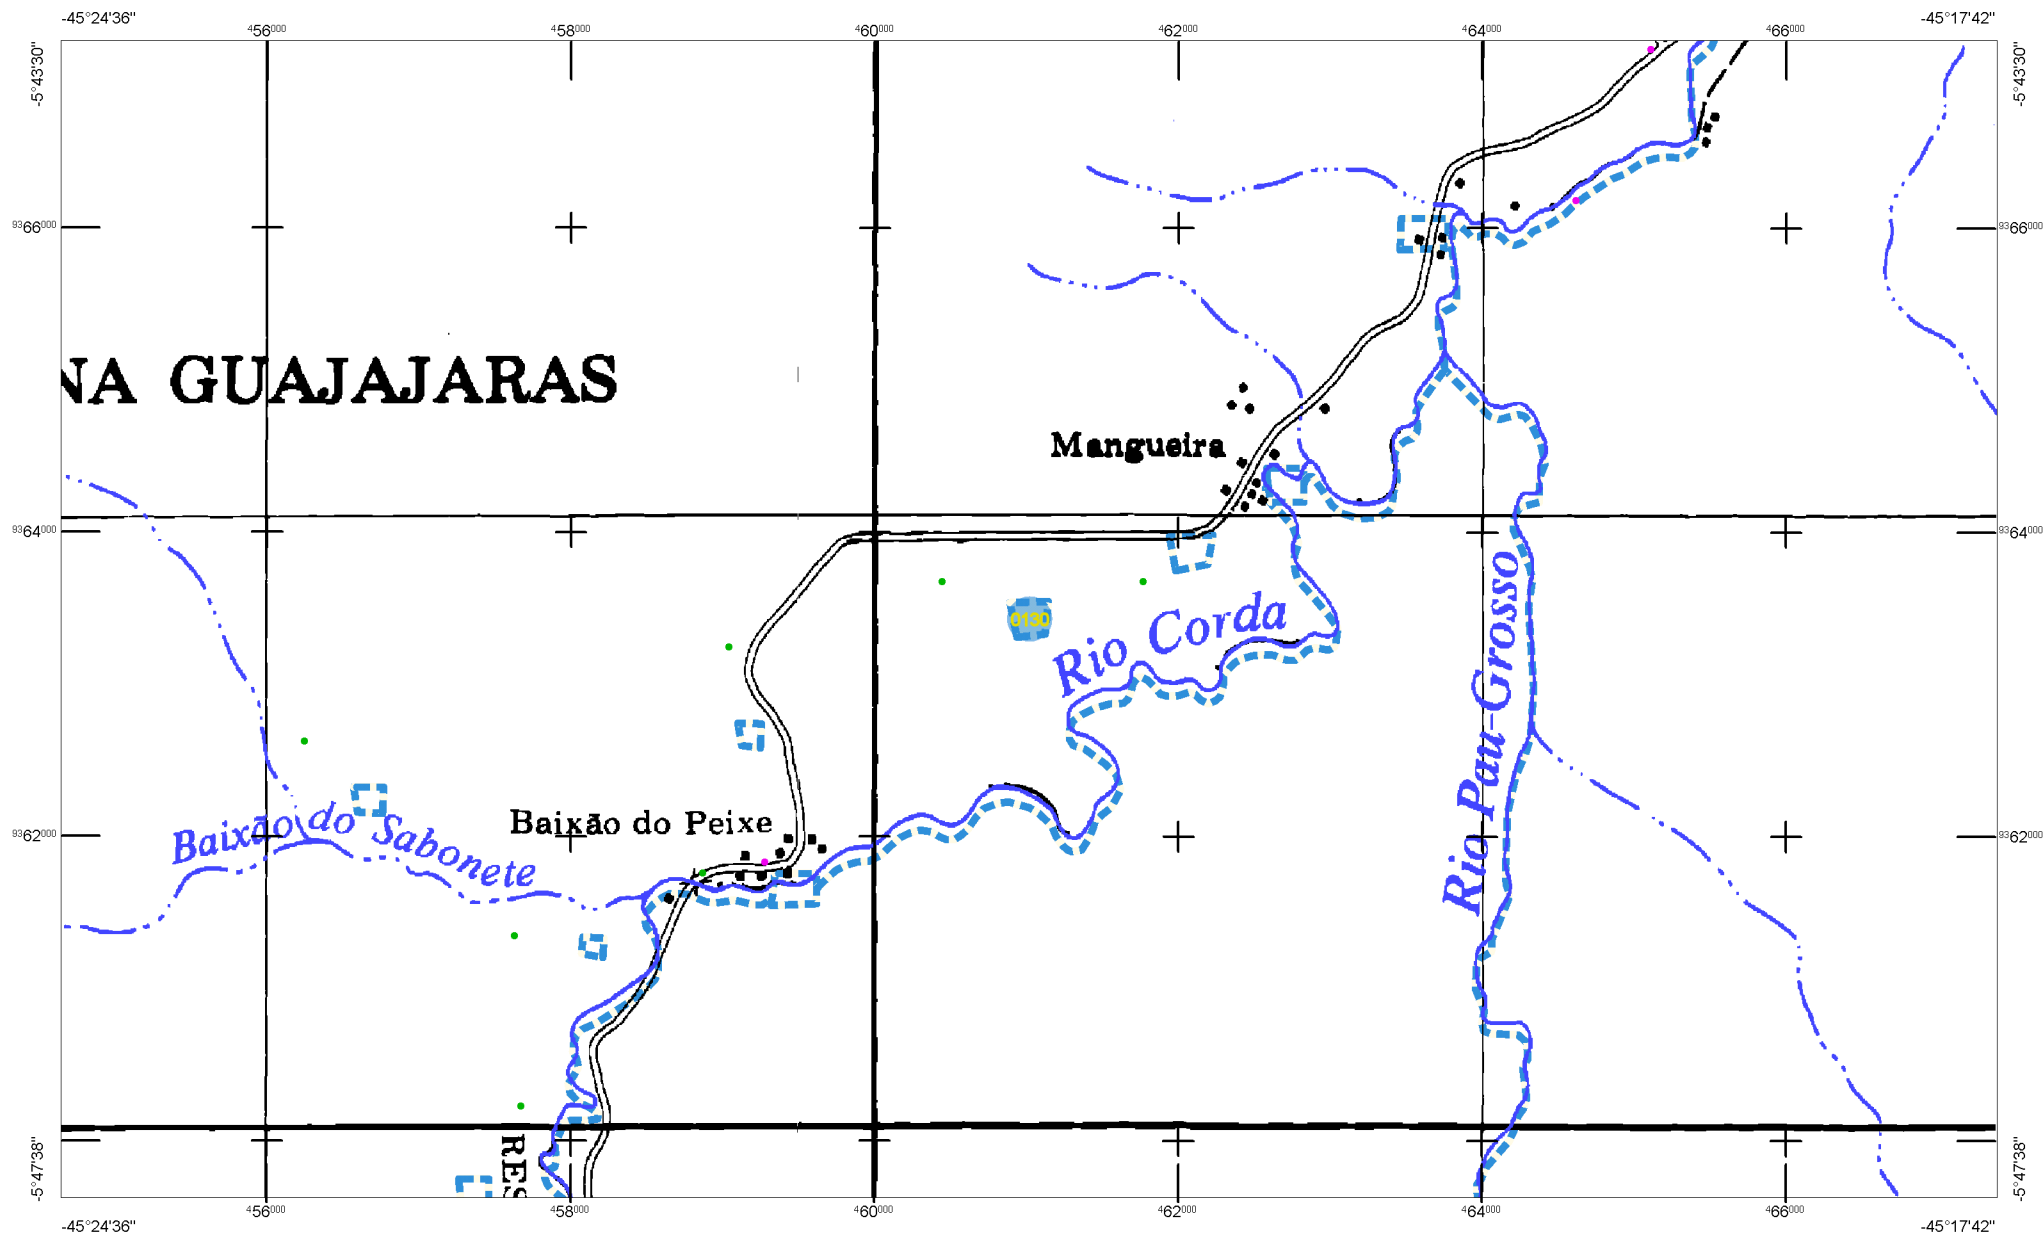 -45°24'36" -45°17'42"
456000 458000 460000 462000 464000 466000
-5°43'30" -5°43'30"
9366000 9366000
NA GUAJAJARAS
Mangueira
9364000 9364000
0130
Rio Corda
Rio Pau-Grosso
Baixão do Peixe
9362000 9362000
Baixão do Sabonete
RES
-5°47'38" -5°47'38"
456000 458000 460000 462000 464000 466000
-45°24'36" -45°17'42"